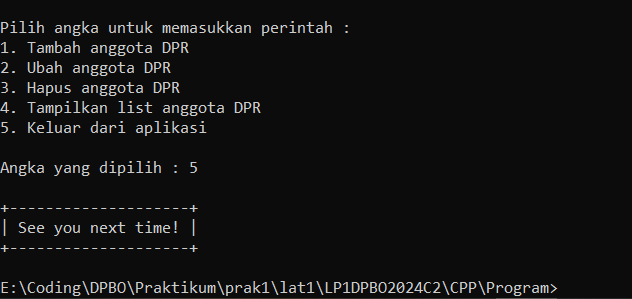 Pilih angka untuk memasukkan perintah :
1. Tambah anggota DPR
2. Ubah anggota DPR
3. Hapus anggota DPR
4. Tampilkan list anggota DPR
5. Keluar dari aplikasi
Angka yang dipilih : 5
+--------------------+
| See you next time! |
+--------------------+
E:\Coding\DPBO\Praktikum\prak1\lat1\LP1DPBO2024C2\CPP\Program>